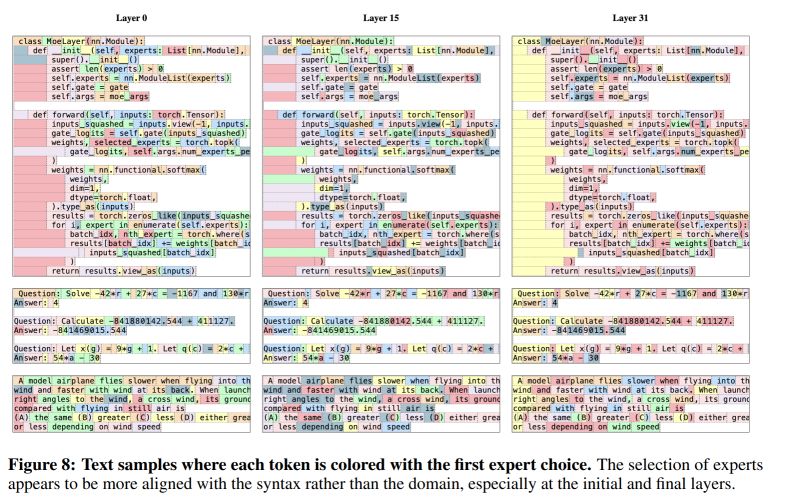 Layer 0
Layer 15
Layer 31
class MoeLayer(nn.Module):
def __init__(self, experts: List[nn.Module],
super().__init__()
assert len(experts) > 0
self.experts = nn.ModuleList(experts)
self.gate = gate
self.args = moe_args
def forward(self, inputs: torch.Tensor):
inputs_squashed = inputs.view(-1, inputs.
gate_logits = self.gate(inputs_squashed)
weights, selected_experts = torch.topk(
gate_logits, self.args.num_experts_pe
)
weights = nn.functional.softmax(
weights,
dim=1,
dtype=torch.float,
).type_as(inputs)
results = torch.zeros_like(inputs_squashe
for i, expert in enumerate(self.experts):
batch_idx, nth_expert = torch.where(s
results[batch_idx] += weights[batch_i
inputs_squashed[batch_idx]
)
return results.view_as(inputs)
class MoeLayer(nn.Module):
def __init__(self, experts: List[nn.Module],
super().__init__()
assert len(experts) > 0
self.experts = nn.ModuleList(experts)
self.gate = gate
self.args = moe_args
def forward(self, inputs: torch.Tensor):
inputs_squashed = inputs.view(-1, inputs.
gate_logits = self.gate(inputs_squashed)
weights, selected_experts = torch.topk(
gate_logits, self.args.num_experts_pe
)
weights = nn.functional.softmax(
weights,
dim=1,
dtype=torch.float,
).type_as(inputs)
results = torch.zeros_like(inputs_squashe
for i, expert in enumerate(self.experts):
batch_idx, nth_expert = torch.where(s
results[batch_idx] += weights[batch_id
inputs_squashed[batch_idx]
)
return results.view_as(inputs)
class MoeLayer(nn.Module):
def __init__(self, experts: List[nn.Module],
super().__init__()
assert len(experts) > 0
self.experts = nn.ModuleList(experts)
self.gate = gate
self.args = moe_args
def forward(self, inputs: torch.Tensor):
inputs_squashed = inputs.view(-1, inputs.
gate_logits = self.gate(inputs_squashed)
weights, selected_experts = torch.topk(
gate_logits, self.args.num_experts_pe
)
weights = nn.functional.softmax(
weights,
dim=1,
dtype=torch.float,
).type_as(inputs)
results = torch.zeros_like(inputs_squashe
for i, expert in enumerate(self.experts):
batch_idx, nth_expert = torch.where(s
results[batch_idx] += weights[batch_i
inputs_squashed[batch_idx]
)
return results.view_as(inputs)
Question: Solve -42*r + 27*c = -1167 and 130*r
Answer: 4
Question: Calculate -841880142.544 + 411127.
Answer: -841469015.544
Question: Let x(g) = 9*g + 1. Let q(c) = 2*c +
Answer: 54*a - 30
Question: Solve -42*r + 27*c = -1167 and 130*r
Answer: 4
Question: Calculate -841880142.544 + 411127.
Answer: -841469015.544
Question: Let x(g) = 9*g + 1. Let q(c) = 2*c +
Answer: 54*a - 30
Question: Solve -42*r + 27*c = -1167 and 130*r
Answer: 4
Question: Calculate -841880142.544 + 411127.
Answer: -841469015.544
Question: Let x(g) = 9*g + 1. Let q(c) = 2*c +
Answer: 54*a - 30
A model airplane flies slower when flying into th
wind and faster with wind at its back. When launch
right angles to the wind, a cross wind, its ground
compared with flying in still air is
(A) the same (B) greater (C) less (D) either grea
or less depending on wind speed
A model airplane flies slower when flying into th
wind and faster with wind at its back. When launch
right angles to the wind, a cross wind, its ground
compared with flying in still air is
(A) the same (B) greater (C) less (D) either grea
or less depending on wind speed
A model airplane flies slower when flying into th
wind and faster with wind at its back. When launch
right angles to the wind, a cross wind, its ground
compared with flying in still air is
(A) the same (B) greater (C) less (D) either grea
or less depending on wind speed
Figure 8: Text samples where each token is colored with the first expert choice. The selection of experts
appears to be more aligned with the syntax rather than the domain, especially at the initial and final layers.